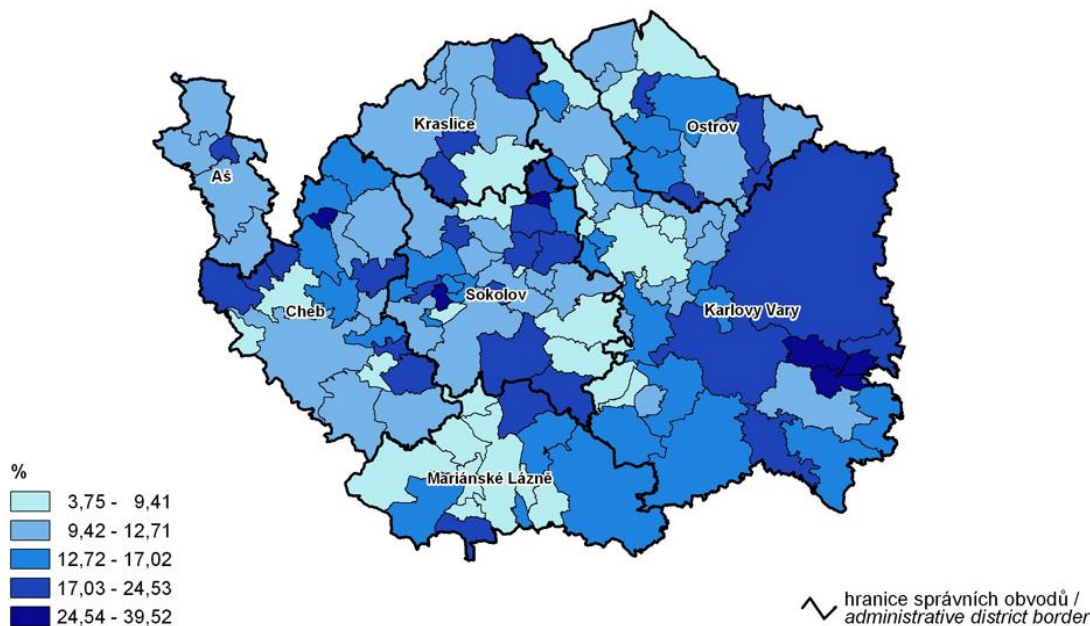 Kraslice
Ostrov
Aš
Sokolov
Cheb
Karlovy Vary
Mariánské Lázně
%
3,75 - 9,41
9,42 - 12,71
12,72 - 17,02
17,03 - 24,53
24,54 - 39,52
hranice správních obvodů /
administrative district border